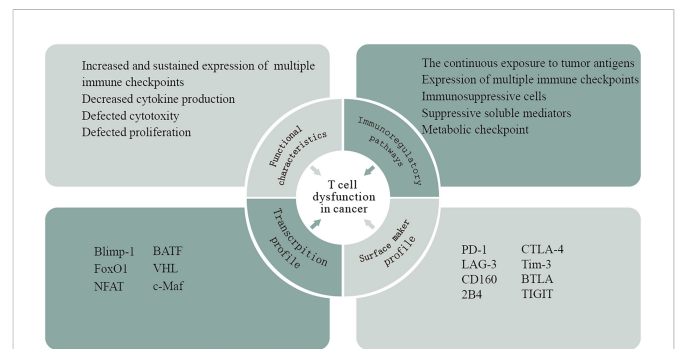 Increased and sustained expression of multiple
immune checkpoints
Decreased cytokine production
Defected cytotoxity
Defected proliferation
The continuous exposure to tumor antigens
Expression of multiple immune checkpoints
Immunosuppressive cells
Suppressive soluble mediators
Metabolic checkpoint
Functional
characteristics
Immunoregulatory
pathways
T cell
dysfunction
in cancer
Transcrpition
profile
Surface maker
profile
Blimp-1 BATF
FoxO1 VHL
NFAT c-Maf
PD-1 CTLA-4
LAG-3 Tim-3
CD160 BTLA
2B4 TIGIT